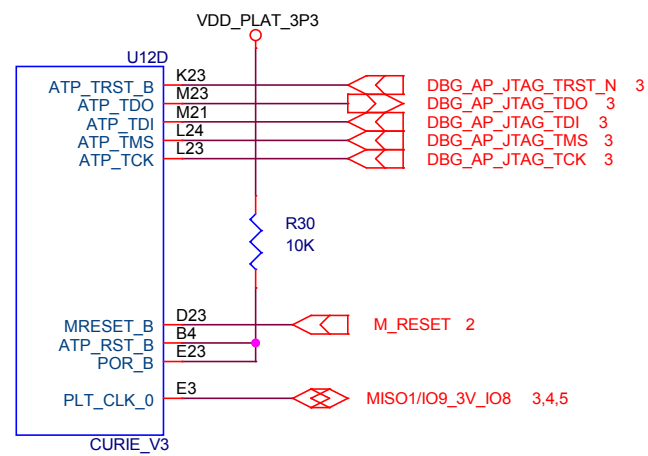 VDD_PLAT_3P3
U12D
ATP_TRST_B K23 DBG_AP_JTAG_TRST_N 3
ATP_TDO M23 DBG_AP_JTAG_TDO 3
ATP_TDI M21 DBG_AP_JTAG_TDI 3
ATP_TMS L24 DBG_AP_JTAG_TMS 3
ATP_TCK L23 DBG_AP_JTAG_TCK 3
R30
10K
MRESET_B D23 M_RESET 2
ATP_RST_B B4
POR_B E23
PLT_CLK_0 E3 MISO1/IO9_3V_IO8 3,4,5
CURIE_V3